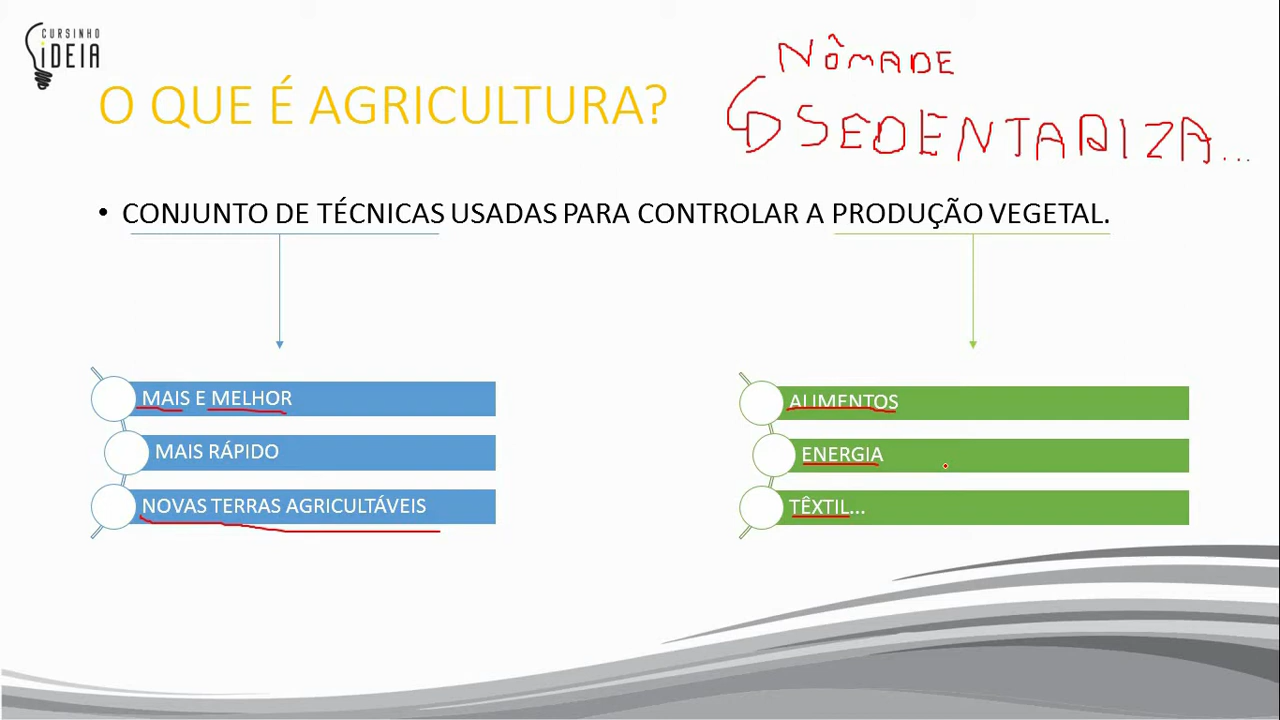 CURSINHO
iDEIA
NÔMADE
O QUE É AGRICULTURA?
SEDENTARIZA...
• CONJUNTO DE TÉCNICAS USADAS PARA CONTROLAR A PRODUÇÃO VEGETAL.
MAIS E MELHOR
MAIS RÁPIDO
NOVAS TERRAS AGRICULTÁVEIS
ALIMENTOS
ENERGIA
TÊXTIL...